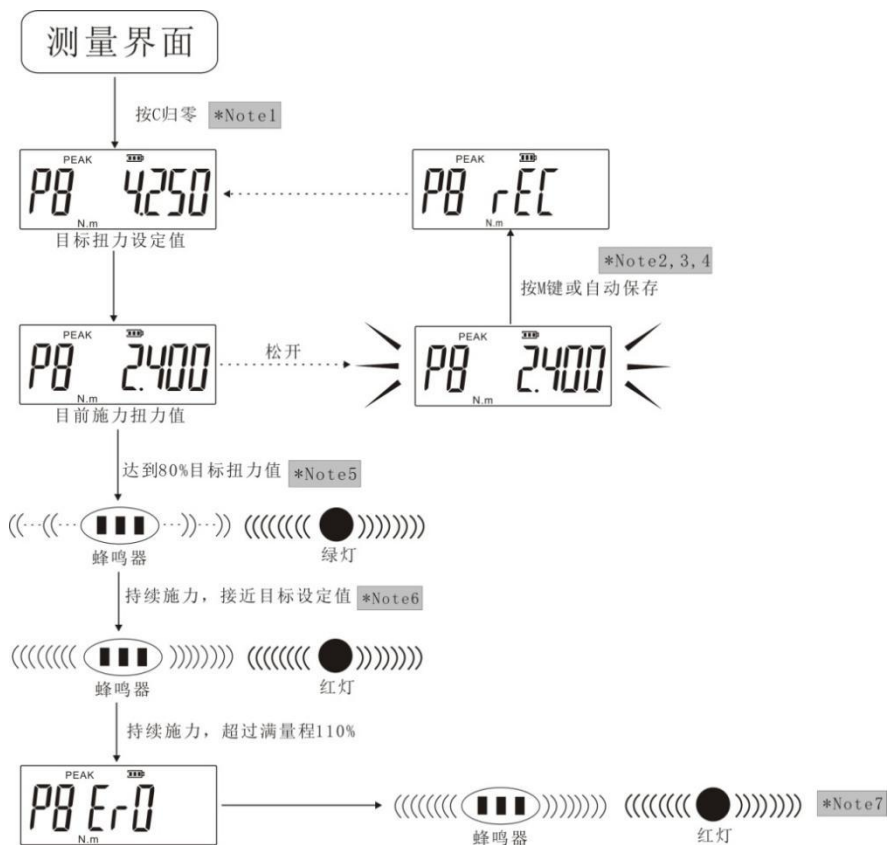 测量界面
按C归零 *Note1
PEAK
P8 4.250
N.m
目标扭力设定值
PEAK
P8 rEC
N.m
*Note2,3,4
按M键或自动保存
PEAK
P8 2.400
N.m
目前施力扭力值
松开
PEAK
P8 2.400
N.m
达到80%目标扭力值 *Note5
蜂鸣器
绿灯
持续施力，接近目标设定值 *Note6
蜂鸣器
红灯
持续施力，超过满量程110%
PEAK
P8 Er0
N.m
蜂鸣器
红灯
*Note7